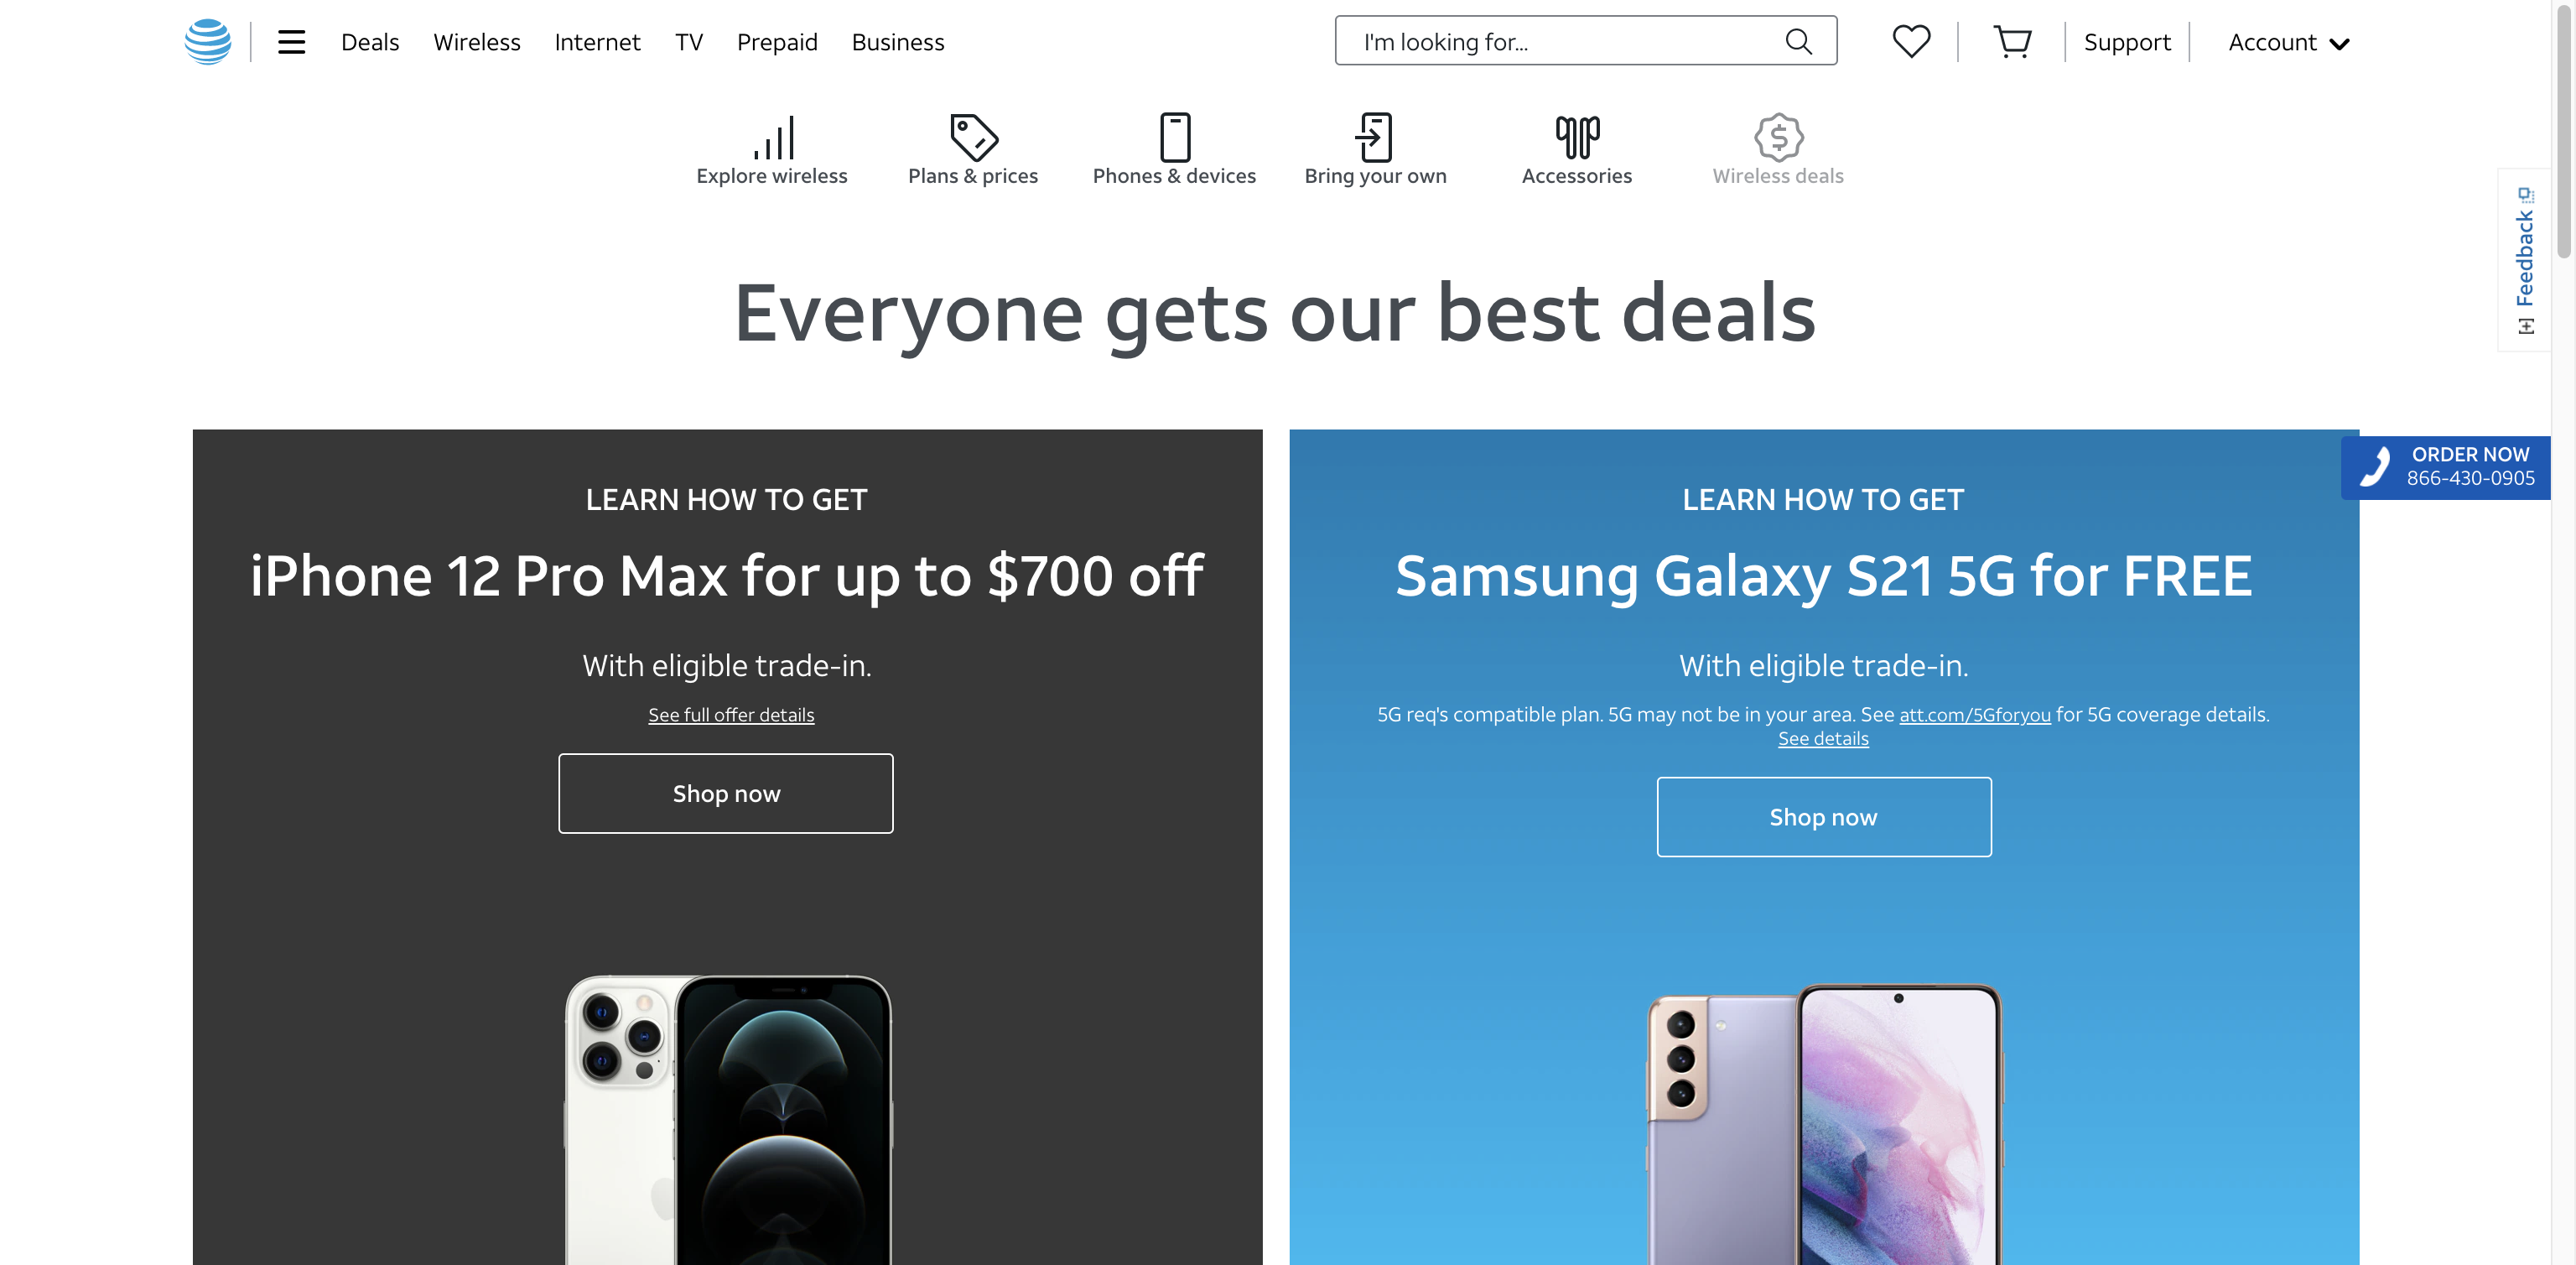 Deals Wireless Internet TV Prepaid Business I'm looking for... Support Account
Explore wireless Plans & prices Phones & devices Bring your own Accessories $ Wireless deals
[+] Feedback
Everyone gets our best deals
LEARN HOW TO GET
iPhone 12 Pro Max for up to $700 off
With eligible trade-in.
See full offer details
Shop now
LEARN HOW TO GET
Samsung Galaxy S21 5G for FREE
With eligible trade-in.
5G req's compatible plan. 5G may not be in your area. See att.com/5Gforyou for 5G coverage details.
See details
Shop now
ORDER NOW
866-430-0905